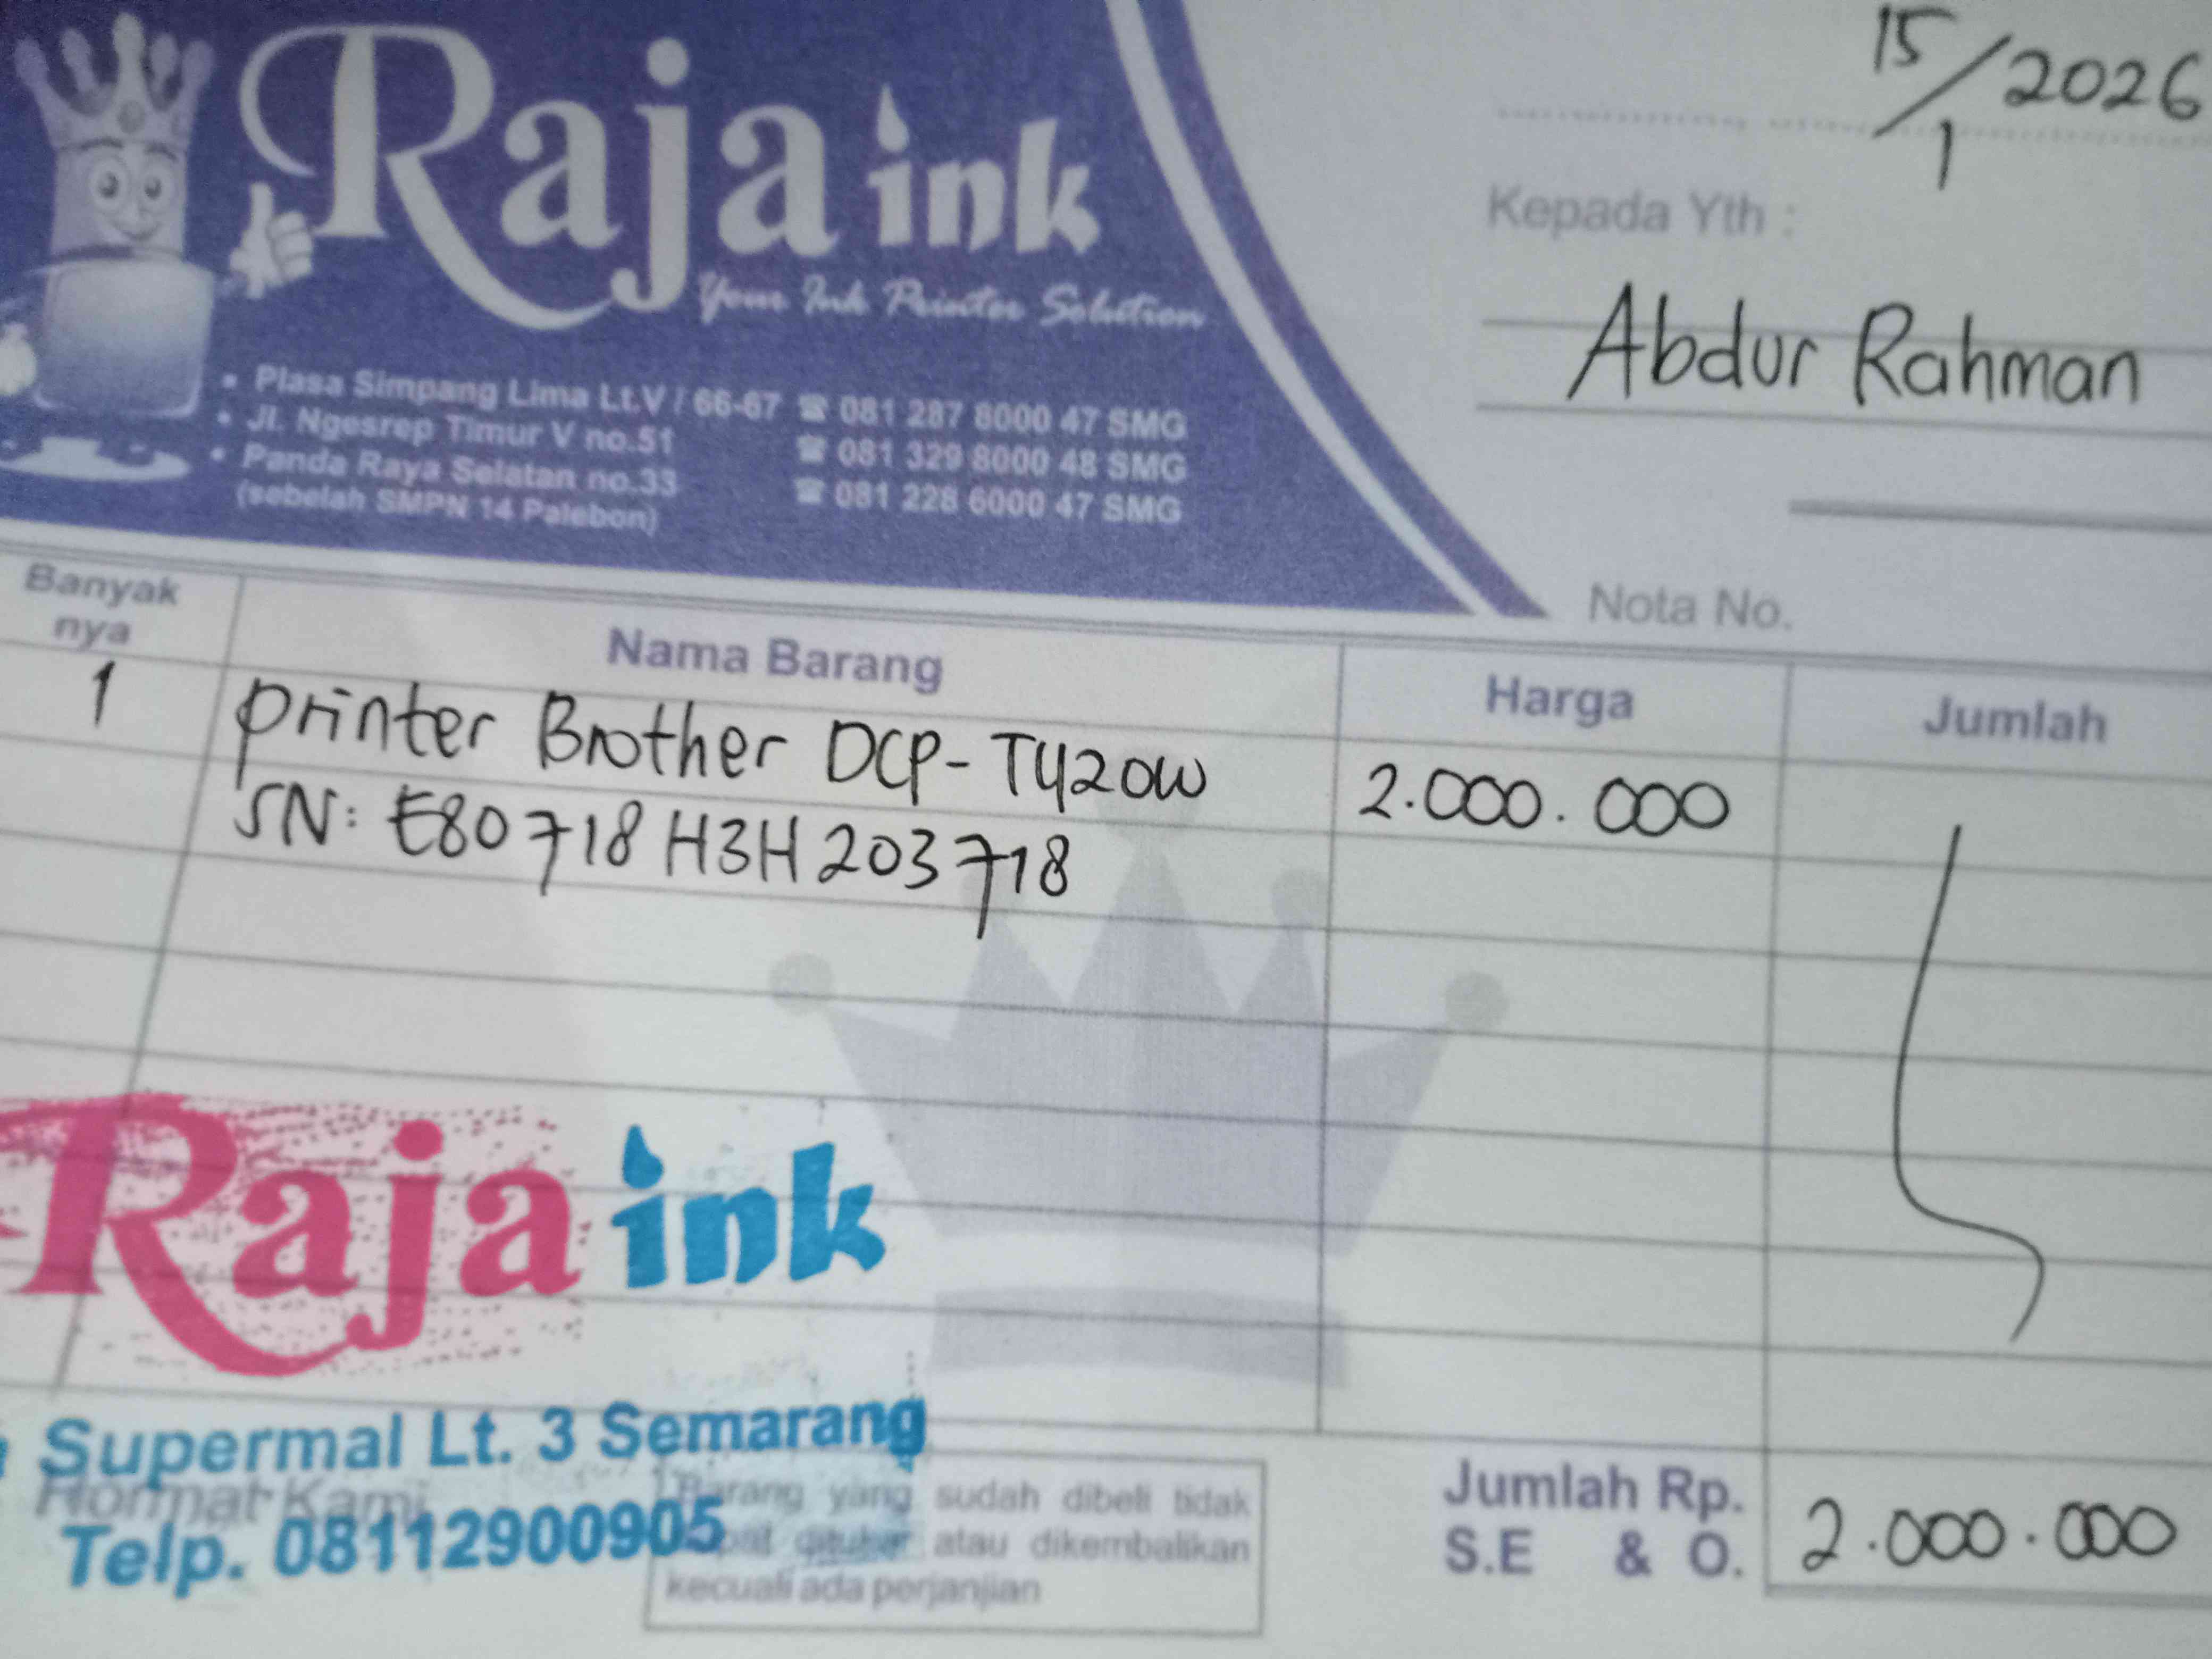 Raja ink
Your Ink Printer Solution
• Plasa Simpang Lima Lt.V / 66-67 ☎ 081 287 8000 47 SMG
• Jl. Ngesrep Timur V no.51 ☎ 081 329 8000 48 SMG
• Panda Raya Selatan no.33 ☎ 081 228 6000 47 SMG
(sebelah SMPN 14 Palebon)
15/1/2026
Kepada Yth :
Abdur Rahman
Nota No.
Banyak nya Nama Barang Harga Jumlah
1 printer Brother DCP-T420W 2.000.000
SN: E80718H3H203718
Raja ink
Supermal Lt. 3 Semarang
Hormat Kami
Telp. 08112900905
Barang yang sudah dibeli tidak
dapat ditukar atau dikembalikan
kecuali ada perjanjian
Jumlah Rp.
S.E & O.
2.000.000